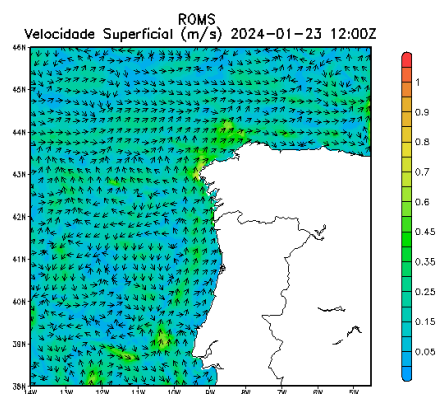 ROMS
Velocidade Superficial (m/s) 2024-01-23 12:00Z
46N
45N
44N
43N
42N
41N
40N
39N
38N
14W 13W 12W 11W 10W 9W 8W 7W 6W 5W
1
0.9
0.8
0.7
0.6
0.45
0.35
0.25
0.15
0.05